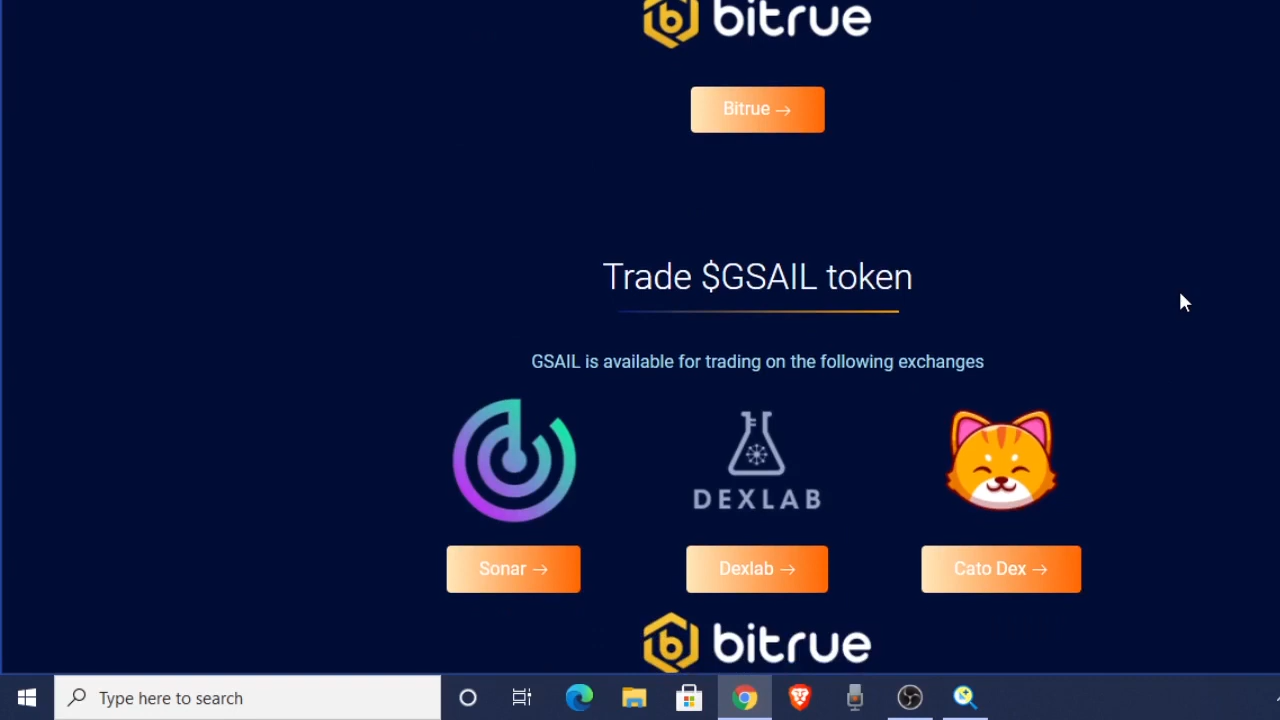 bitrue
Bitrue →
Trade $GSAIL token
GSAIL is available for trading on the following exchanges
DEXLAB
Sonar →
Dexlab →
Cato Dex →
bitrue
Type here to search